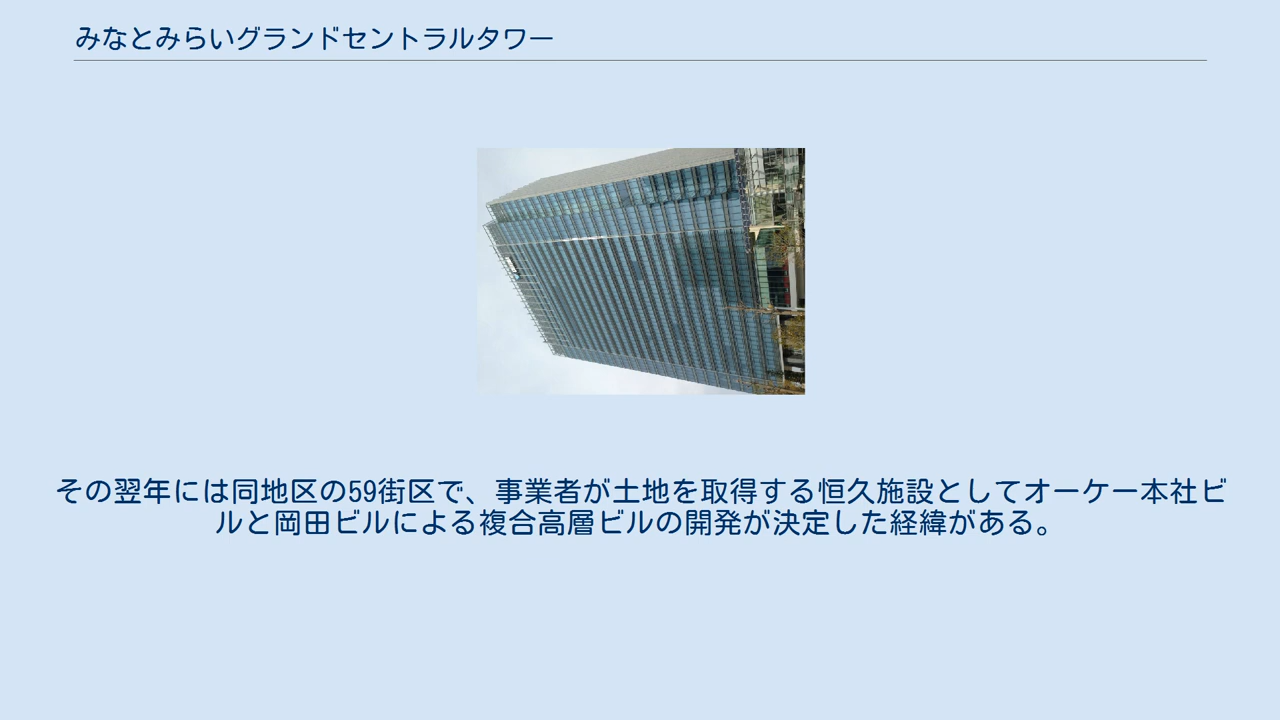 みなとみらいグランドセントラルタワー
その翌年には同地区の59街区で、事業者が土地を取得する恒久施設としてオーケー本社ビ
ルと岡田ビルによる複合高層ビルの開発が決定した経緯がある。